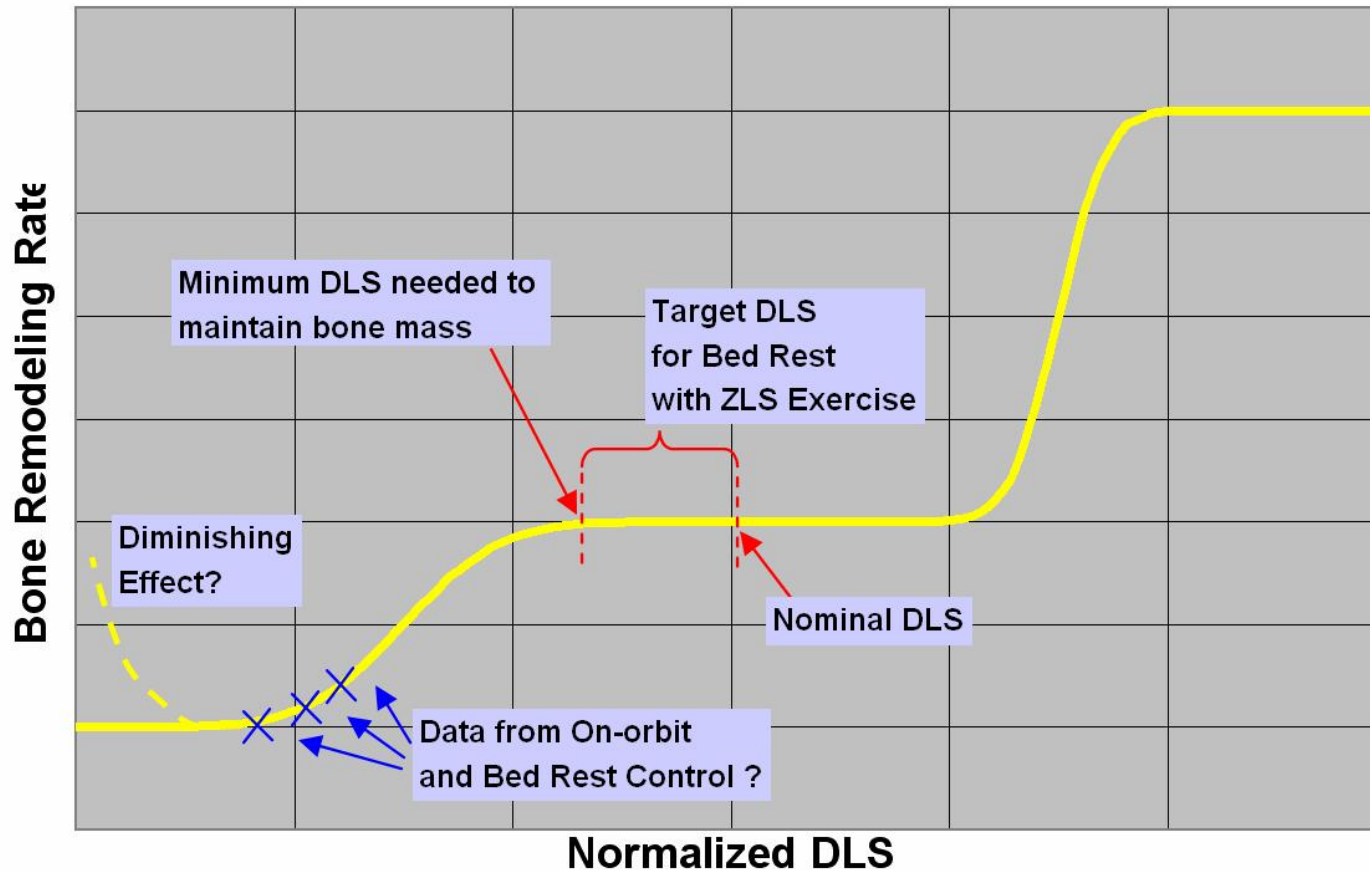 Bone Remodeling Rate
Minimum DLS needed to
maintain bone mass
Target DLS
for Bed Rest
with ZLS Exercise
Diminishing
Effect?
Nominal DLS
Data from On-orbit
and Bed Rest Control ?
Normalized DLS